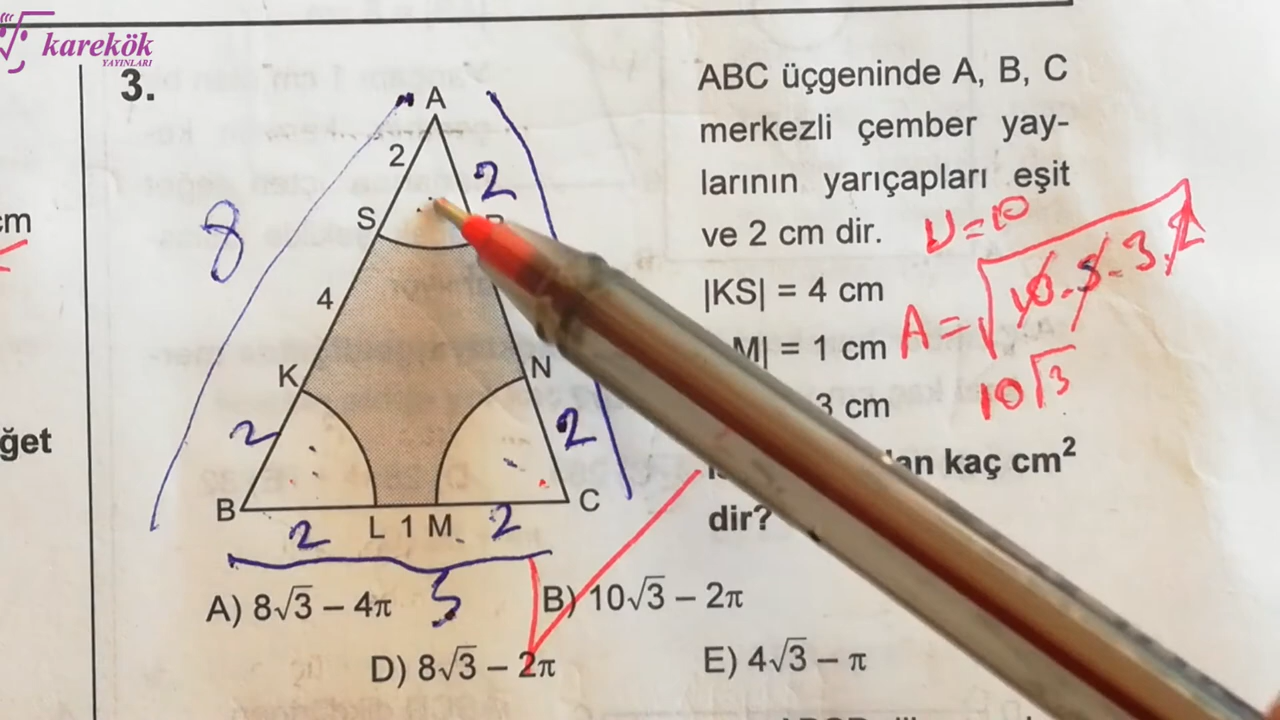 karekök
YAYINLARI
3.
ABC üçgeninde A, B, C
merkezli çember yay-
larının yarıçapları eşit
ve 2 cm dir.
|KS| = 4 cm
M| = 1 cm
3 cm
an kaç cm²
dir?
A
2
2
S
8
4
K
N
2
2
B
C
2
L 1 M
2
5
U=10
A = √10.5.3.2
10√3
cm
ğet
A) 8√3 – 4π
B) 10√3 – 2π
D) 8√3 – 2π
E) 4√3 – π